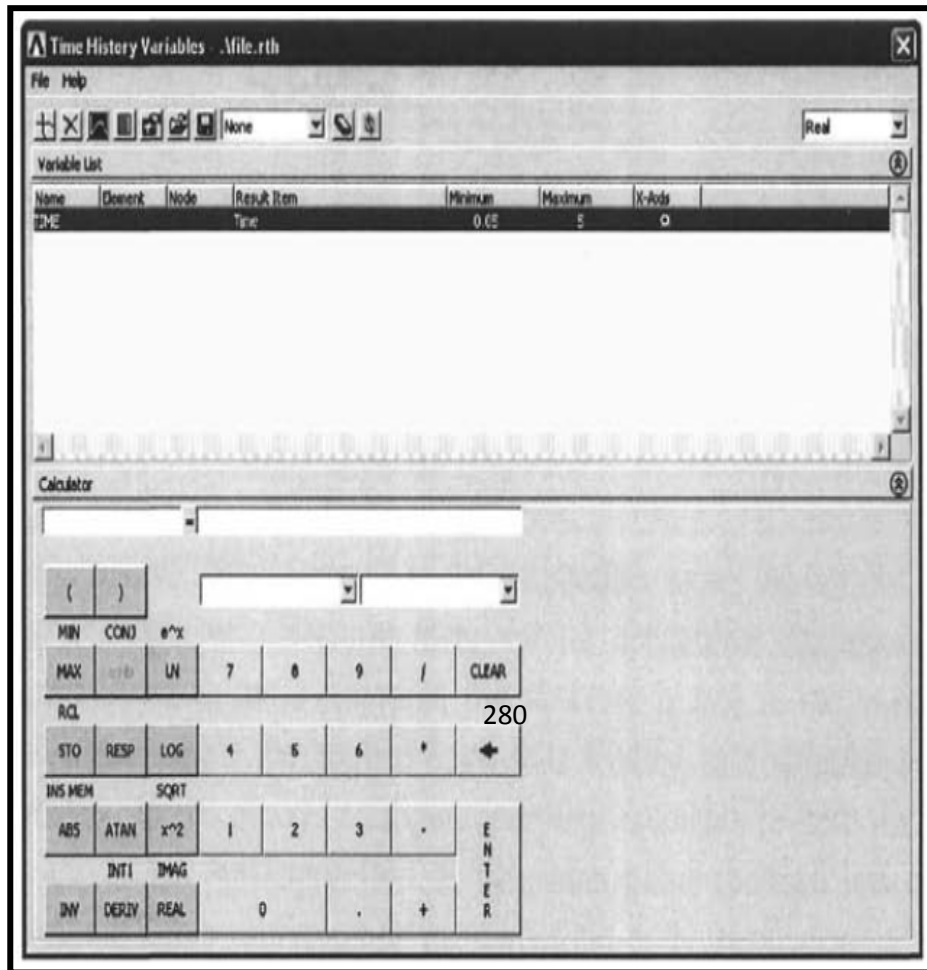 Time History Variables - .\file.rth
File Help
None Real
Variable List
Name Element Node Result Item Minimum Maximum X-Axis
TIME Time 0.05 5
Calculator
=
( )
MIN CONJ e^x
MAX LN 7 8 9 / CLEAR
RCL
280
STO RESP LOG 4 5 6 *
INS MEM SQRT
ABS ATAN x^2 1 2 3 -
ENTER
INT1 IMAG
INV DERIV REAL 0 . +